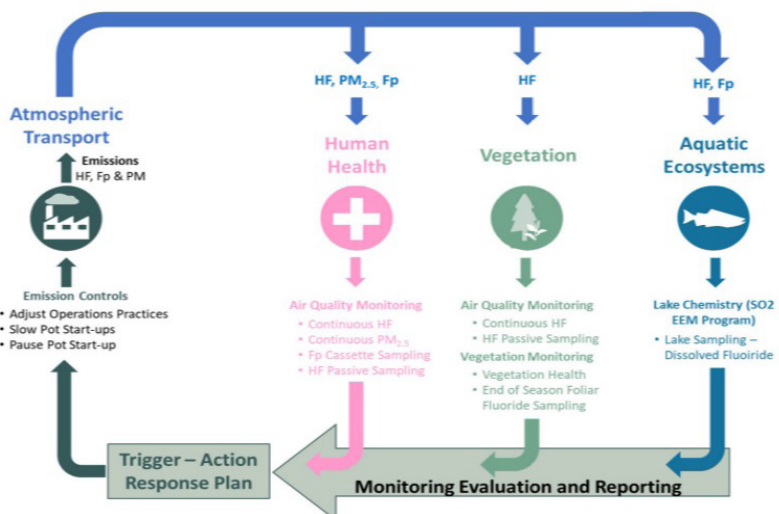 HF, PM2.5, Fp
HF
HF, Fp
Atmospheric
Transport
Emissions
HF, Fp & PM
Human
Health
Vegetation
Aquatic
Ecosystems
Emission Controls
• Adjust Operations Practices
• Slow Pot Start-ups
• Pause Pot Start-up
Air Quality Monitoring
• Continuous HF
• Continuous PM2.5
• Fp Cassette Sampling
• HF Passive Sampling
Air Quality Monitoring
• Continuous HF
• HF Passive Sampling
Vegetation Monitoring
• Vegetation Health
• End of Season Foliar
Fluoride Sampling
Lake Chemistry (SO2
EEM Program)
• Lake Sampling –
Dissolved Fluoiride
Trigger – Action
Response Plan
Monitoring Evaluation and Reporting